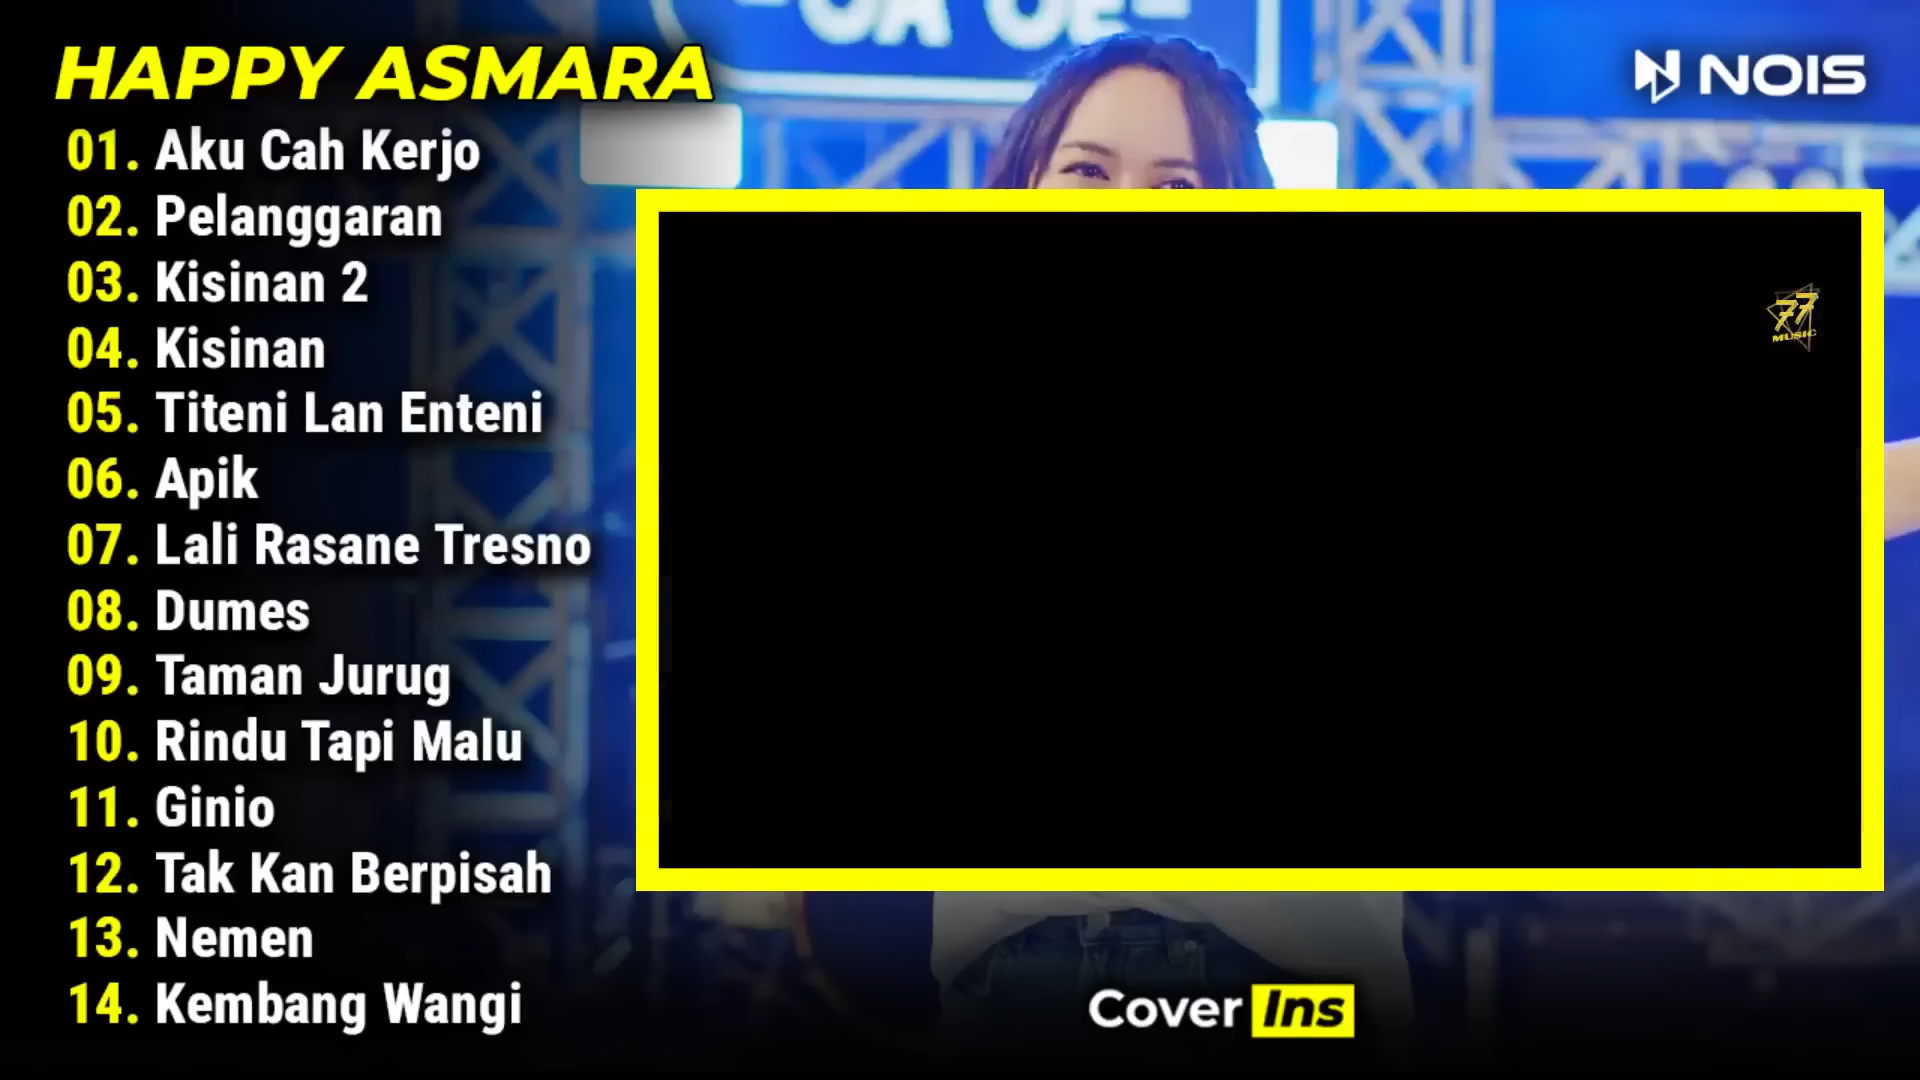 HAPPY ASMARA
NOIS
01. Aku Cah Kerjo
02. Pelanggaran
03. Kisinan 2
04. Kisinan
05. Titeni Lan Enteni
06. Apik
07. Lali Rasane Tresno
08. Dumes
09. Taman Jurug
10. Rindu Tapi Malu
11. Ginio
12. Tak Kan Berpisah
13. Nemen
14. Kembang Wangi
77
MUSIC
Cover Ins